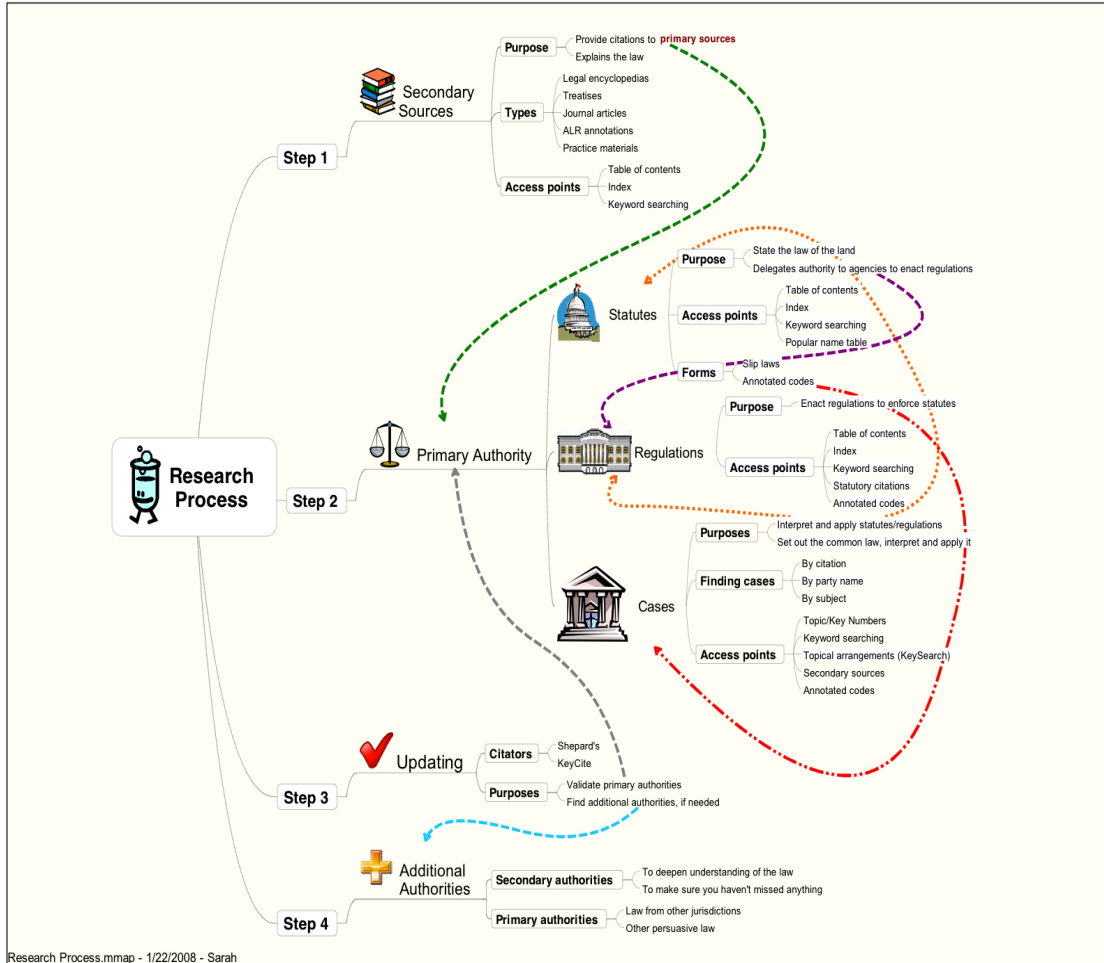 Research
Process
Step 1
Secondary
Sources
Purpose
Provide citations to primary sources
Explains the law
Types
Legal encyclopedias
Treatises
Journal articles
ALR annotations
Practice materials
Access points
Table of contents
Index
Keyword searching
Step 2
Primary Authority
Statutes
Purpose
State the law of the land
Delegates authority to agencies to enact regulations
Access points
Table of contents
Index
Keyword searching
Popular name table
Forms
Slip laws
Annotated codes
Regulations
Purpose
Enact regulations to enforce statutes
Access points
Table of contents
Index
Keyword searching
Statutory citations
Annotated codes
Cases
Purposes
Interpret and apply statutes/regulations
Set out the common law, interpret and apply it
Finding cases
By citation
By party name
By subject
Access points
Topic/Key Numbers
Keyword searching
Topical arrangements (KeySearch)
Secondary sources
Annotated codes
Step 3
Updating
Citators
Shepard's
KeyCite
Purposes
Validate primary authorities
Find additional authorities, if needed
Step 4
Additional
Authorities
Secondary authorities
To deepen understanding of the law
To make sure you haven't missed anything
Primary authorities
Law from other jurisdictions
Other persuasive law
Research Process.mmap - 1/22/2008 - Sarah